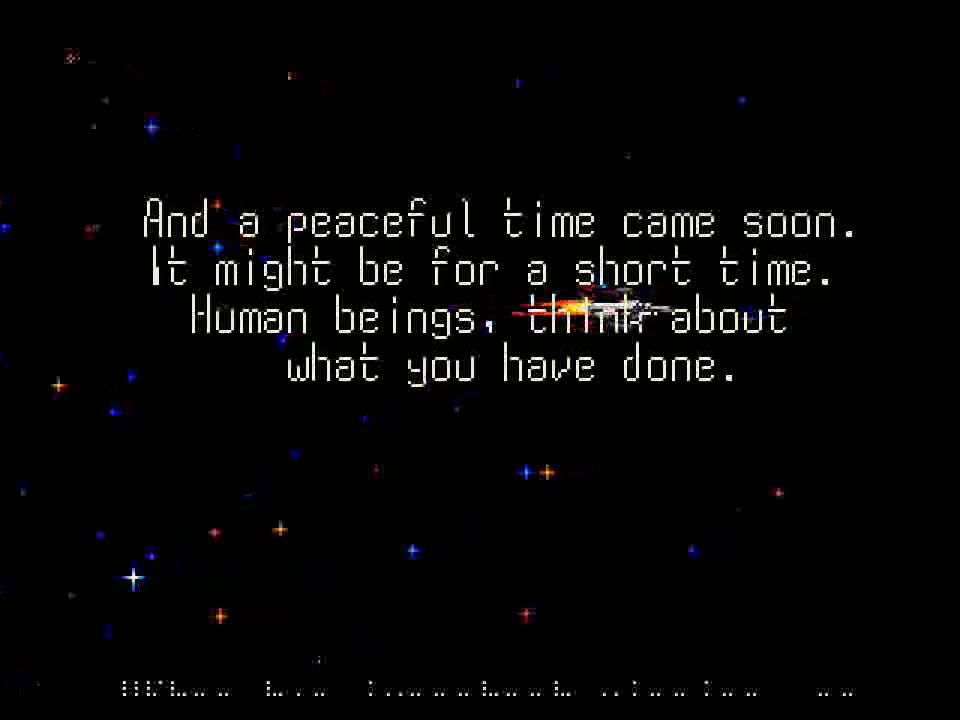 And a peaceful time came soon.
It might be for a short time.
Human beings, think about
what you have done.